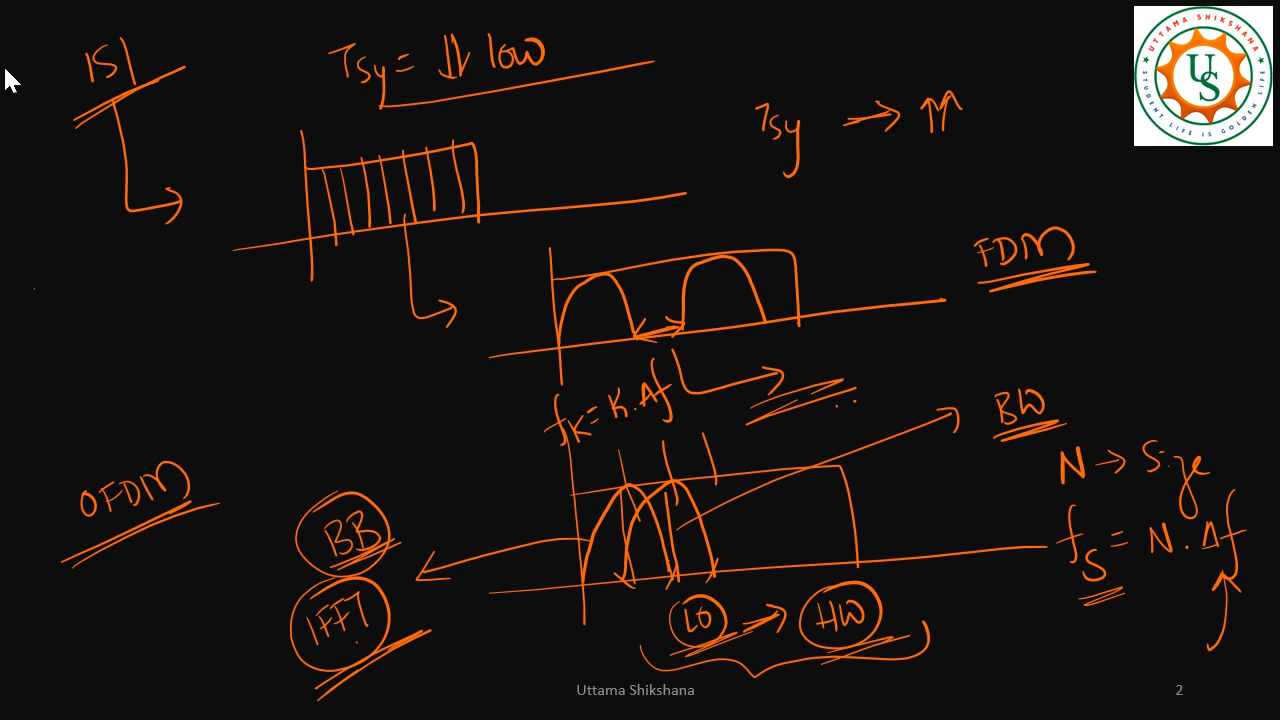 ISI
Tsy = ↓↓ low
Tsy → ↑↑
UTTAMA SHIKSHANA
US
STUDENT LIFE IS GOLDEN LIFE
FDM
fK = K.Δf
BW
N → Size
OFDM
BB
fS = N.Δf
IFFT
LO → HW
Uttama Shikshana
2